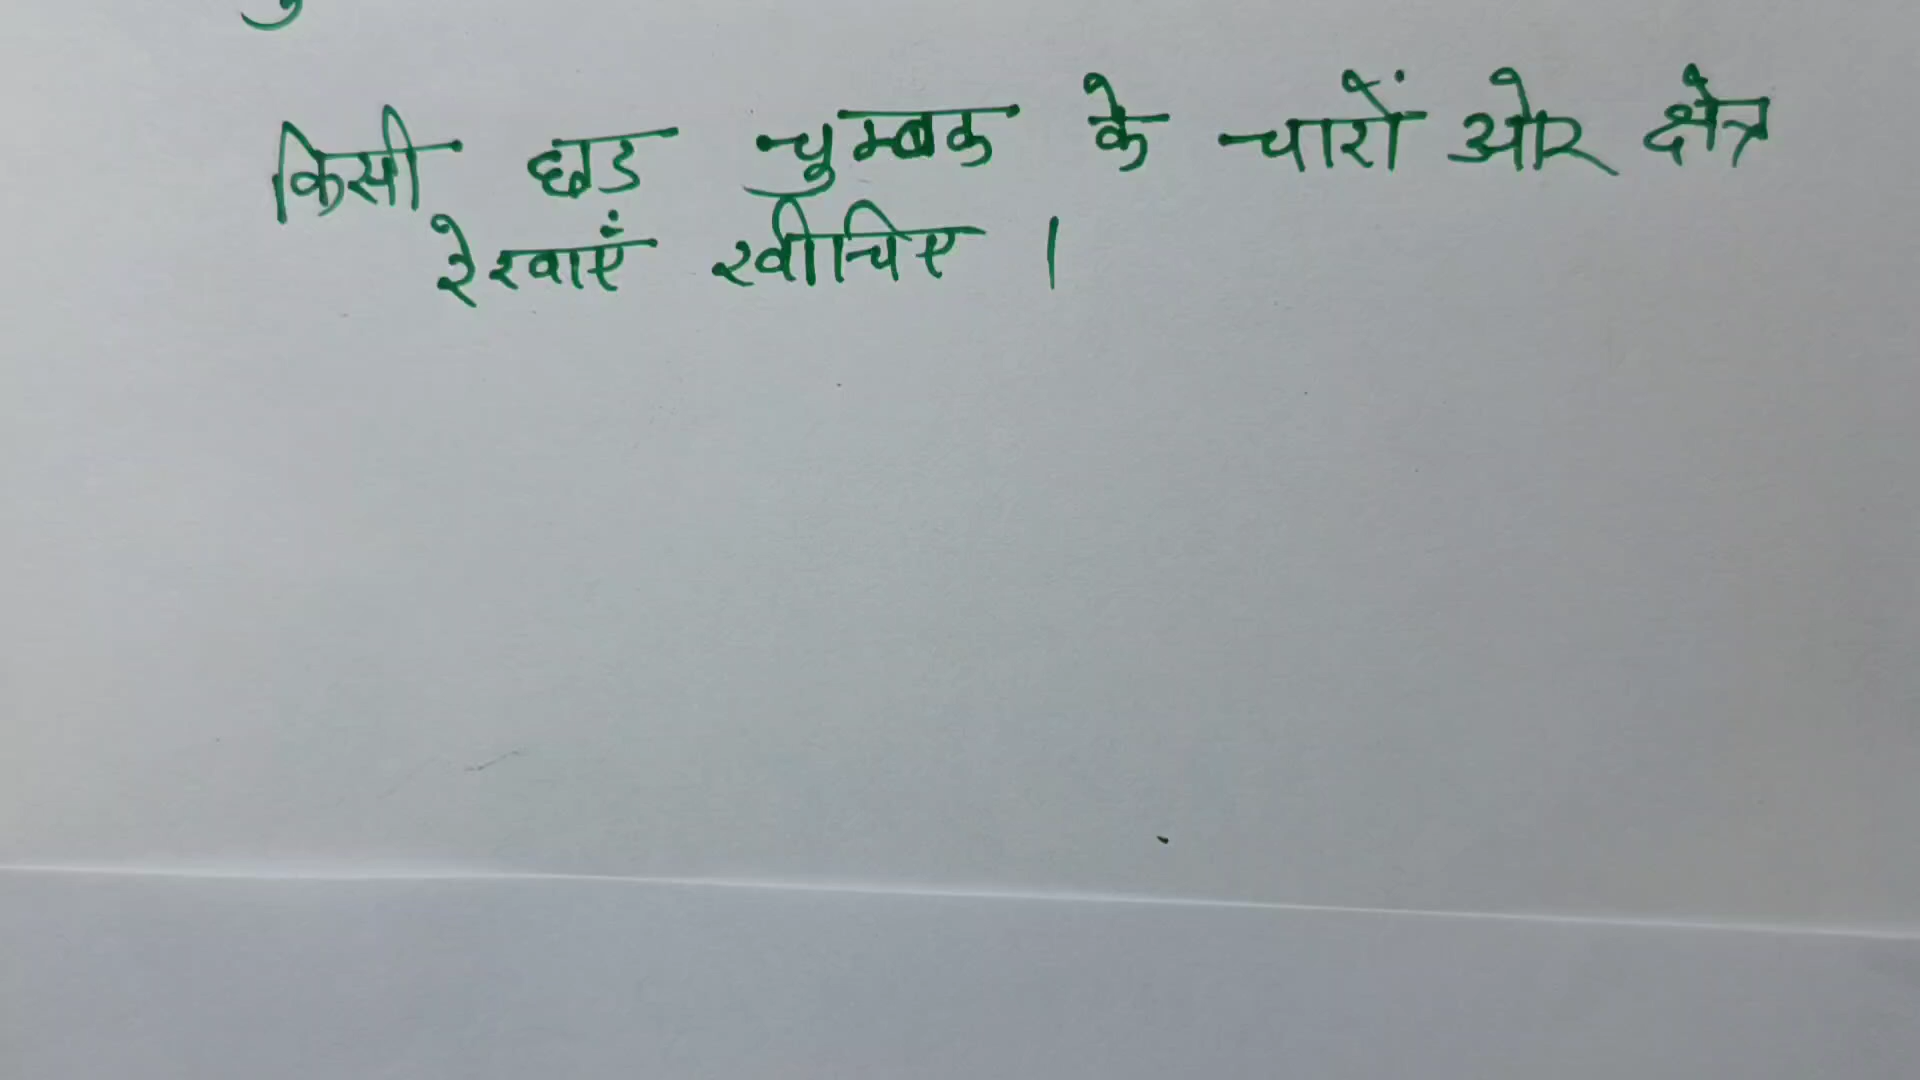 किसी छड चुम्बक के चारों ओर क्षेत्र
रेखाएं खीचिए ।